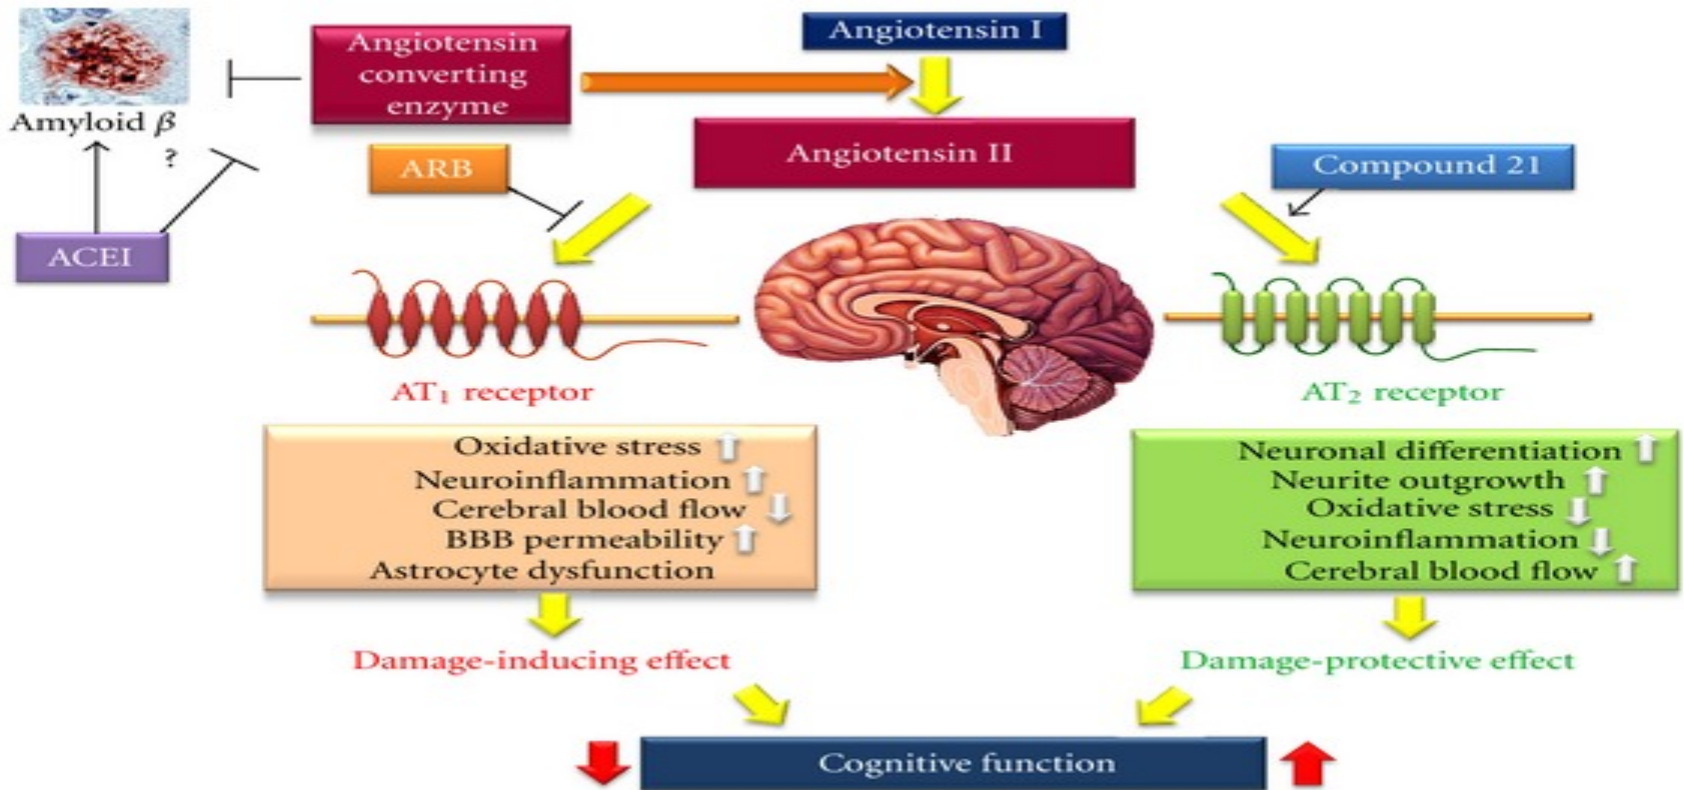 Angiotensin I
Angiotensin
converting
enzyme
Amyloid β
?
Angiotensin II
ARB
Compound 21
ACEI
AT₁ receptor
AT₂ receptor
Oxidative stress
Neuroinflammation
Cerebral blood flow
BBB permeability
Astrocyte dysfunction
Neuronal differentiation
Neurite outgrowth
Oxidative stress
Neuroinflammation
Cerebral blood flow
Damage-inducing effect
Damage-protective effect
Cognitive function